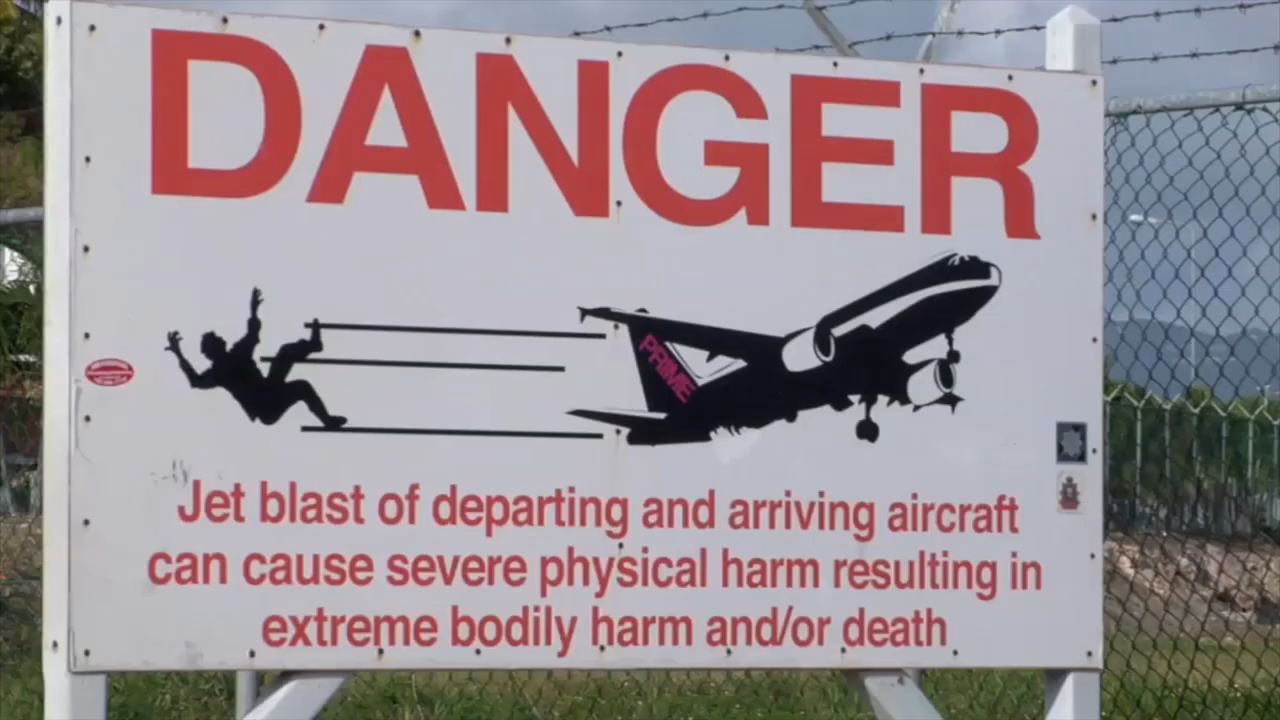 DANGER
PRIME
Jet blast of departing and arriving aircraft
can cause severe physical harm resulting in
extreme bodily harm and/or death